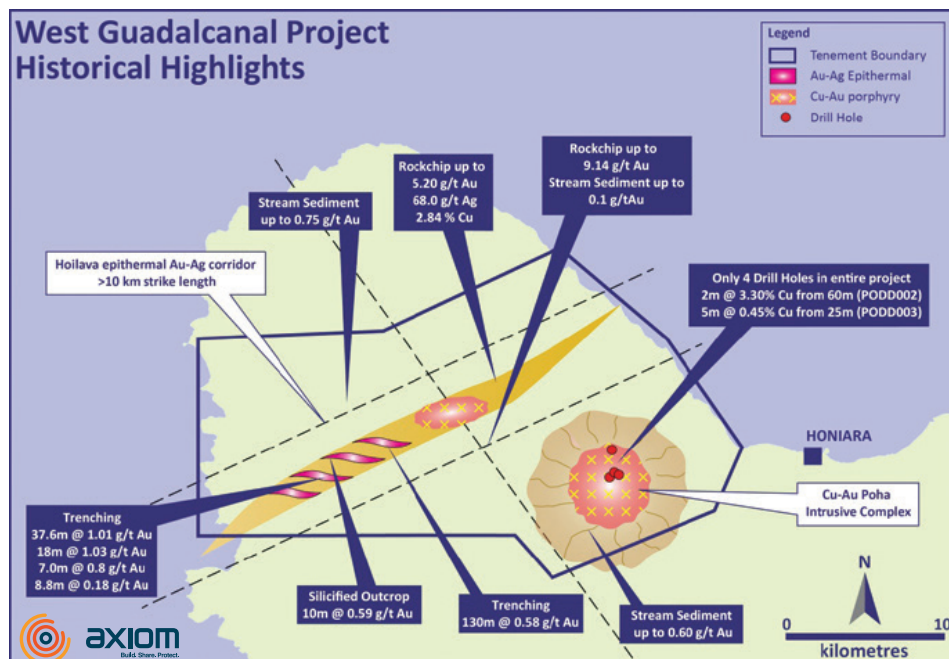 West Guadalcanal Project
Historical Highlights
Legend
Tenement Boundary
Au-Ag Epithermal
Cu-Au porphyry
Drill Hole
Rockchip up to
9.14 g/t Au
Stream Sediment up to
0.1 g/tAu
Rockchip up to
5.20 g/t Au
68.0 g/t Ag
2.84 % Cu
Stream Sediment
up to 0.75 g/t Au
Hoilava epithermal Au-Ag corridor
>10 km strike length
Only 4 Drill Holes in entire project
2m @ 3.30% Cu from 60m (PODD002)
5m @ 0.45% Cu from 25m (PODD003)
HONIARA
Cu-Au Poha
Intrusive Complex
Trenching
37.6m @ 1.01 g/t Au
18m @ 1.03 g/t Au
7.0m @ 0.8 g/t Au
8.8m @ 0.18 g/t Au
Silicified Outcrop
10m @ 0.59 g/t Au
Trenching
130m @ 0.58 g/t Au
Stream Sediment
up to 0.60 g/t Au
N
0 10
kilometres
axiom
Build. Share. Protect.